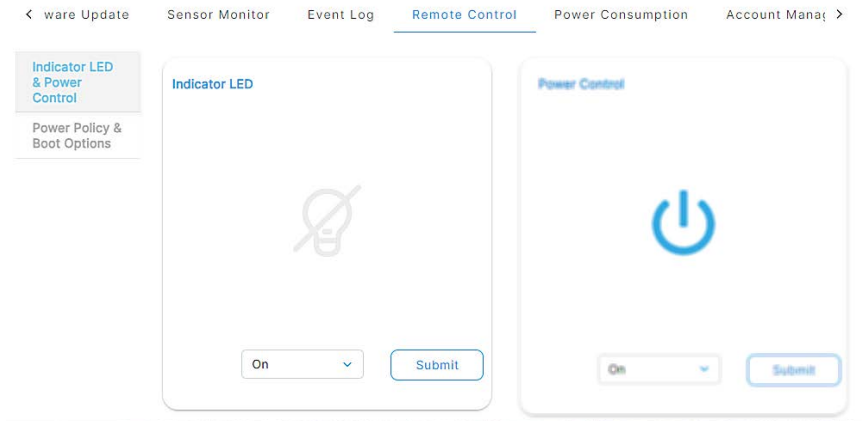 ware Update Sensor Monitor Event Log Remote Control Power Consumption Account Manag
Indicator LED
& Power
Control
Power Policy &
Boot Options
Indicator LED
On
Submit
Power Control
On
Submit